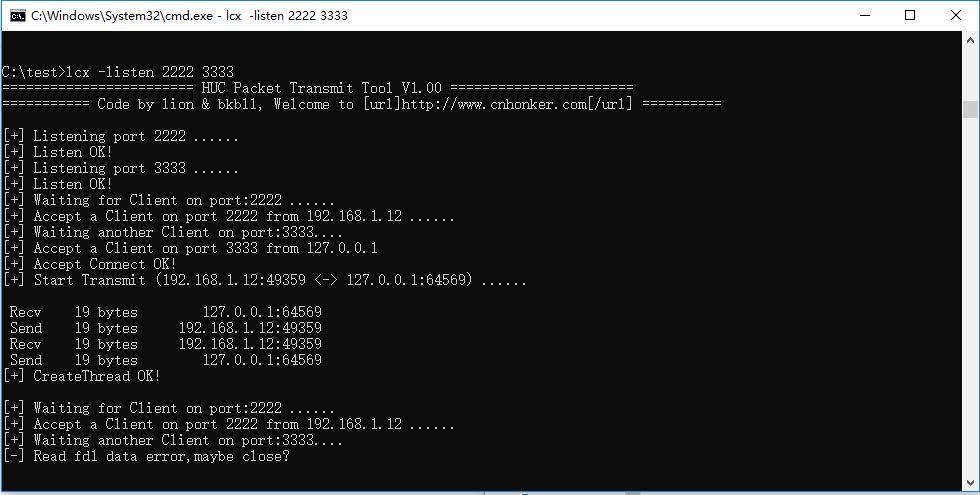 C:\Windows\System32\cmd.exe - lcx  -listen 2222 3333
C:\test>lcx -listen 2222 3333
======================== HUC Packet Transmit Tool V1.00 =======================
=========== Code by lion & bkbll, Welcome to [url]http://www.cnhonker.com[/url] ==========
[+] Listening port 2222 ......
[+] Listen OK!
[+] Listening port 3333 ......
[+] Listen OK!
[+] Waiting for Client on port:2222 ......
[+] Accept a Client on port 2222 from 192.168.1.12 ......
[+] Waiting another Client on port:3333....
[+] Accept a Client on port 3333 from 127.0.0.1
[+] Accept Connect OK!
[+] Start Transmit (192.168.1.12:49359 <-> 127.0.0.1:64569) ......
Recv    19 bytes        127.0.0.1:64569
Send    19 bytes     192.168.1.12:49359
Recv    19 bytes     192.168.1.12:49359
Send    19 bytes        127.0.0.1:64569
[+] CreateThread OK!
[+] Waiting for Client on port:2222 ......
[+] Accept a Client on port 2222 from 192.168.1.12 ......
[+] Waiting another Client on port:3333....
[-] Read fd1 data error,maybe close?